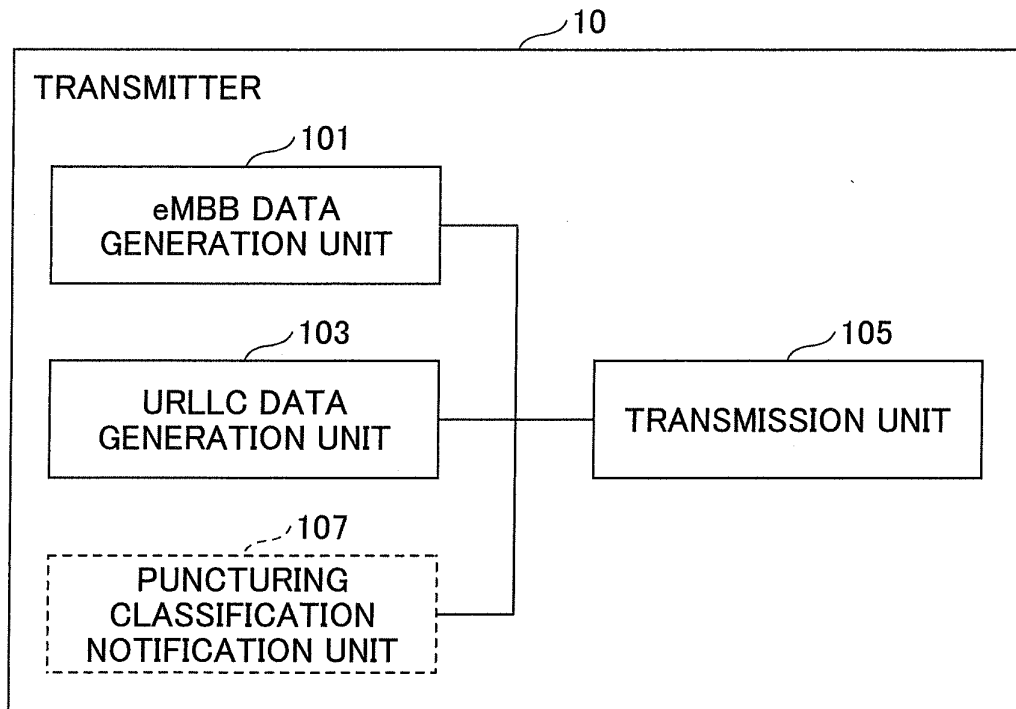 10
TRANSMITTER
101
eMBB DATA
GENERATION UNIT
103
URLLC DATA
GENERATION UNIT
105
TRANSMISSION UNIT
107
PUNCTURING
CLASSIFICATION
NOTIFICATION UNIT